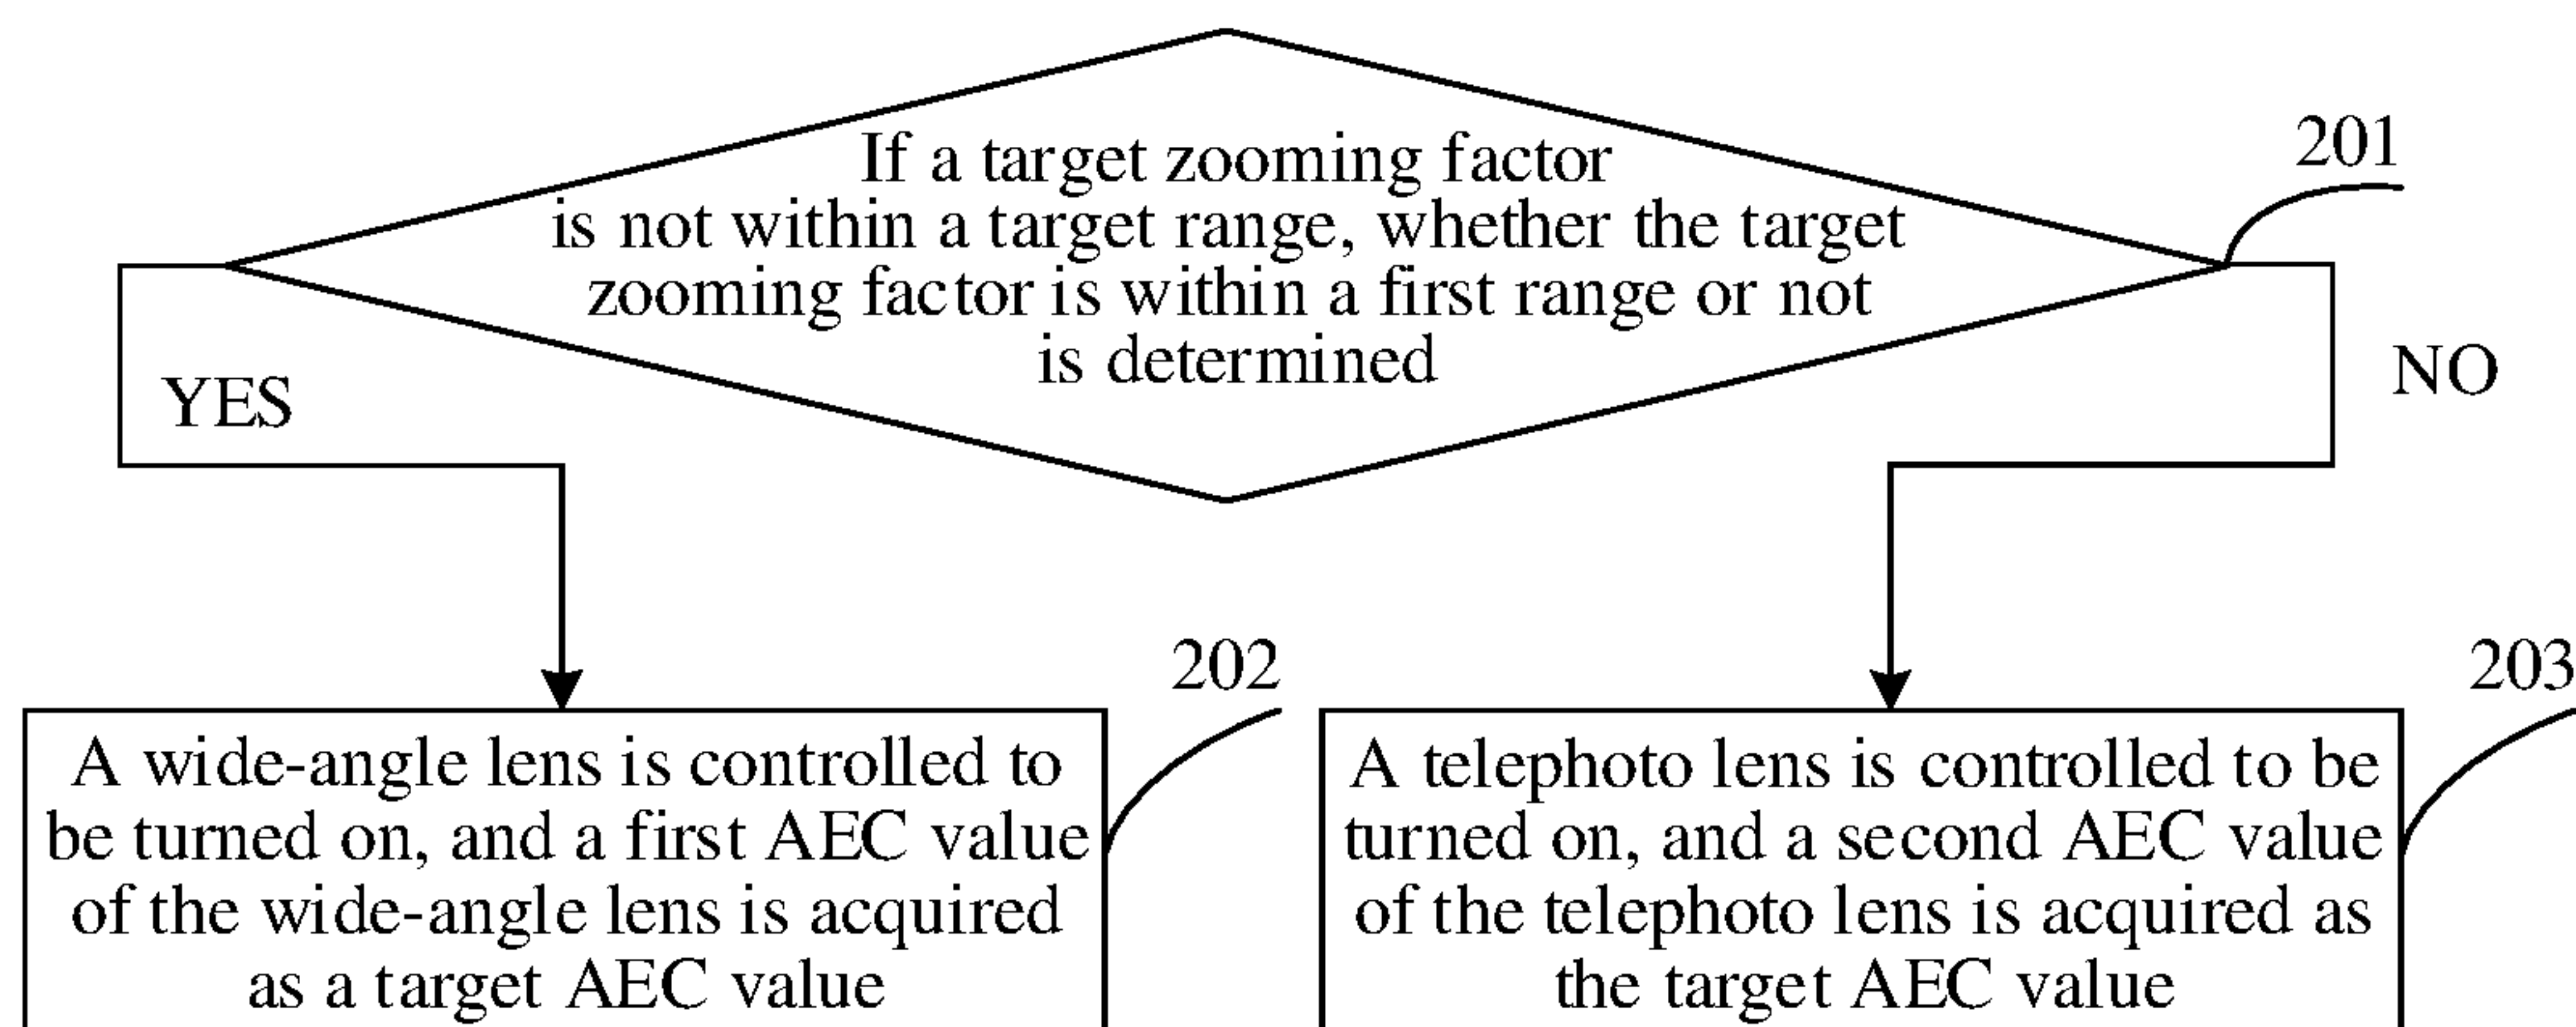 If a target zooming factor
is not within a target range, whether the target
zooming factor is within a first range or not
is determined
201
YES
NO
202
A wide-angle lens is controlled to
be turned on, and a first AEC value
of the wide-angle lens is acquired
as a target AEC value
203
A telephoto lens is controlled to be
turned on, and a second AEC value
of the telephoto lens is acquired as
the target AEC value